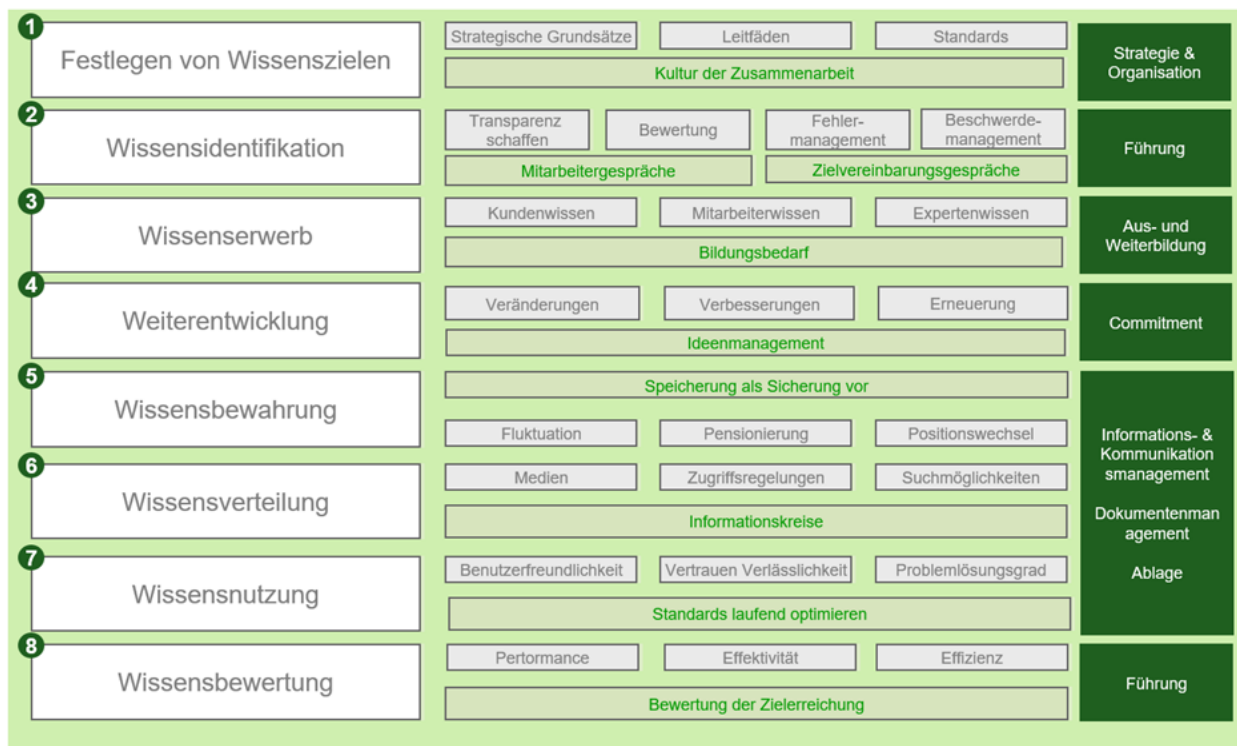 1
Festlegen von Wissenszielen
Strategische Grundsätze
Leitfäden
Standards
Kultur der Zusammenarbeit
Strategie &
Organisation
2
Wissensidentifikation
Transparenz
schaffen
Bewertung
Fehler-
management
Beschwerde-
management
Mitarbeitergespräche
Zielvereinbarungsgespräche
Führung
3
Wissenserwerb
Kundenwissen
Mitarbeiterwissen
Expertenwissen
Bildungsbedarf
Aus- und
Weiterbildung
4
Weiterentwicklung
Veränderungen
Verbesserungen
Erneuerung
Ideenmanagement
Commitment
5
Wissensbewahrung
Speicherung als Sicherung vor
Fluktuation
Pensionierung
Positionswechsel
6
Wissensverteilung
Medien
Zugriffsregelungen
Suchmöglichkeiten
Informationskreise
7
Wissensnutzung
Benutzerfreundlichkeit
Vertrauen Verlässlichkeit
Problemlösungsgrad
Standards laufend optimieren
Informations- &
Kommunikation
smanagement
Dokumentenman
agement
Ablage
8
Wissensbewertung
Pertormance
Effektivität
Effizienz
Bewertung der Zielerreichung
Führung